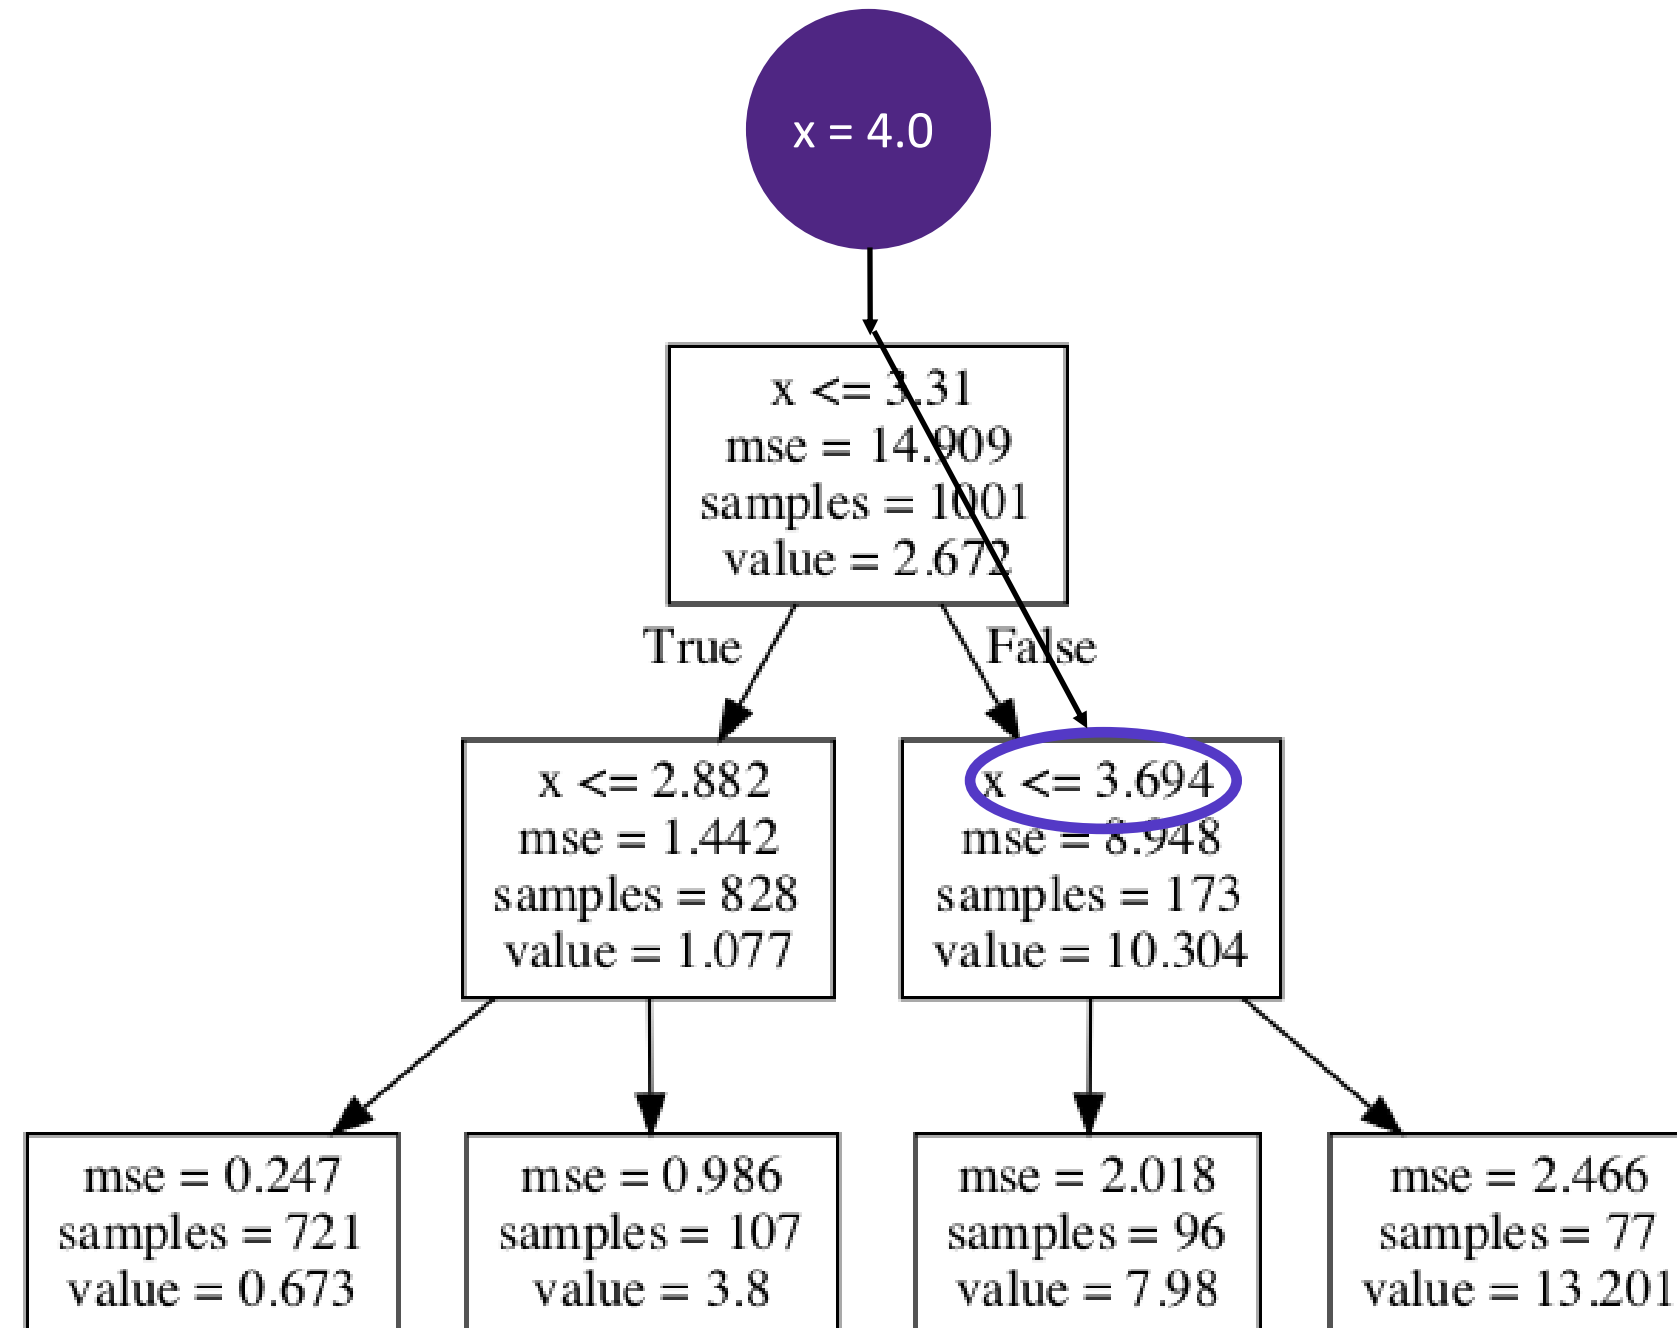 x = 4.0
x <= 3.31
mse = 14.909
samples = 1001
value = 2.672
True
False
x <= 2.882
mse = 1.442
samples = 828
value = 1.077
x <= 3.694
mse = 8.948
samples = 173
value = 10.304
mse = 0.247
samples = 721
value = 0.673
mse = 0.986
samples = 107
value = 3.8
mse = 2.018
samples = 96
value = 7.98
mse = 2.466
samples = 77
value = 13.201